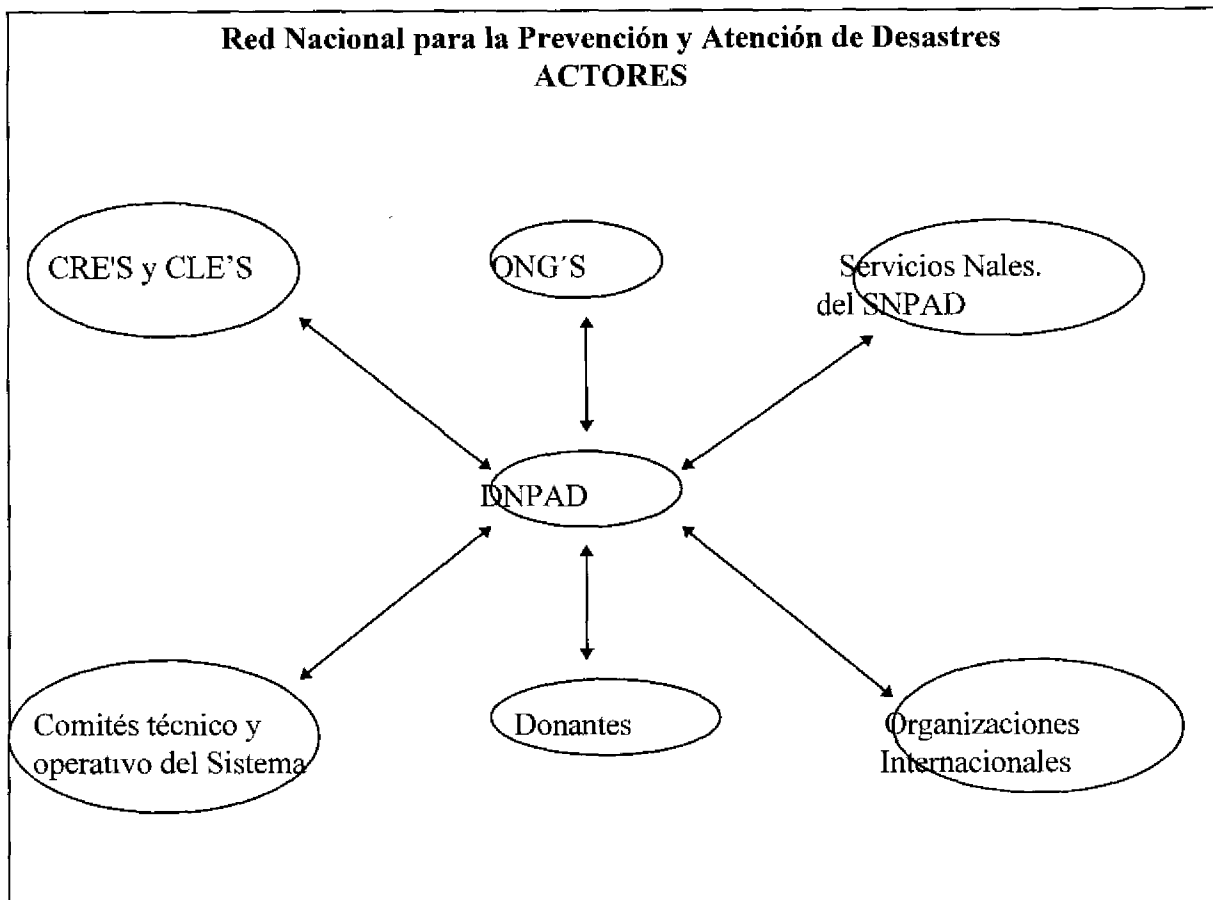 Red Nacional para la Prevención y Atención de Desastres
ACTORES
CRE'S y CLE’S
ONG´S
Servicios Nales.
del SNPAD
DNPAD
Comités técnico y
operativo del Sistema
Donantes
Organizaciones
Internacionales